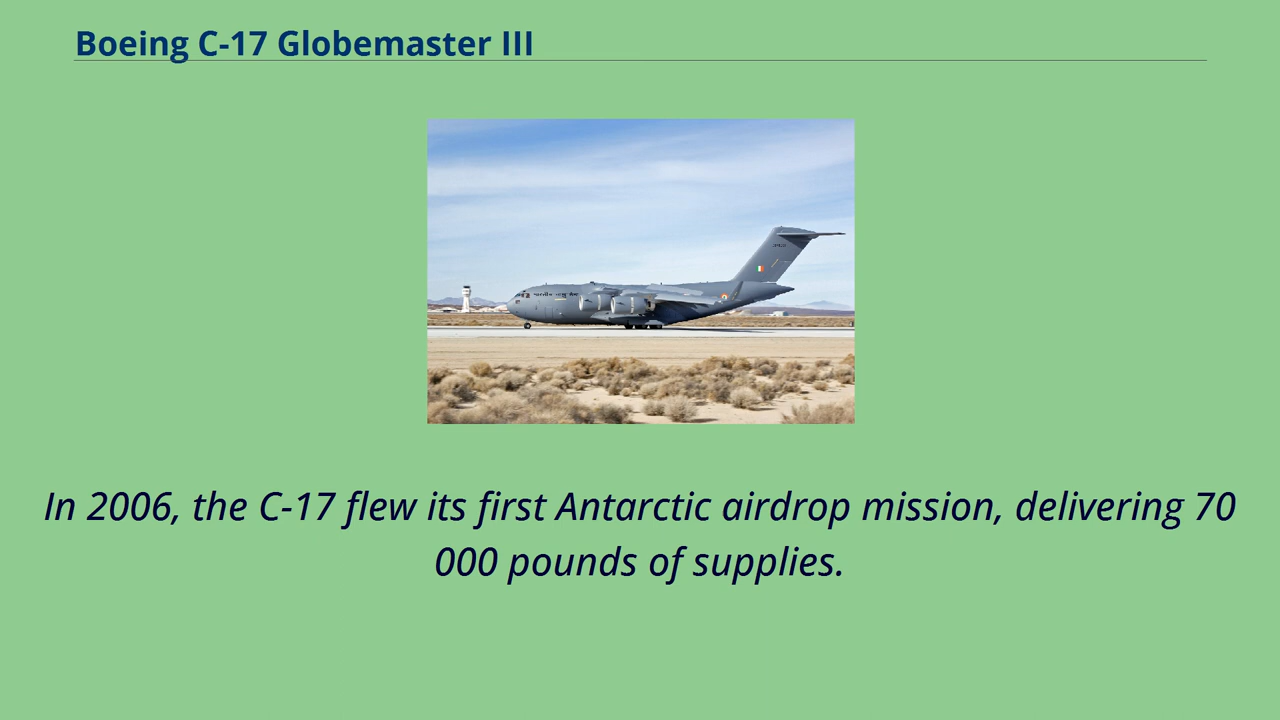 Boeing C-17 Globemaster III
In 2006, the C-17 flew its first Antarctic airdrop mission, delivering 70
000 pounds of supplies.